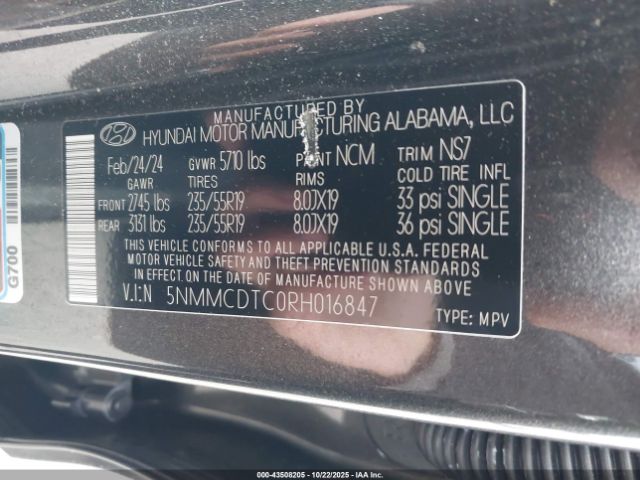 MANUFACTURED BY
HYUNDAI MOTOR MANUFACTURING ALABAMA, LLC
Feb/24/24 GVWR 5710 lbs PAINT NCM TRIM NS7
GAWR TIRES RIMS COLD TIRE INFL
FRONT 2745 lbs 235/55R19 8.0JX19 33 psi SINGLE
REAR 3131 lbs 235/55R19 8.0JX19 36 psi SINGLE
THIS VEHICLE CONFORMS TO ALL APPLICABLE U.S.A. FEDERAL
MOTOR VEHICLE SAFETY AND THEFT PREVENTION STANDARDS
IN EFFECT ON THE DATE OF MANUFACTURE SHOWN ABOVE.
V.I.N 5NMMCDTC0RH016847 TYPE: MPV
G700
000-43508205 - 10/22/2025 - © IAA Inc.